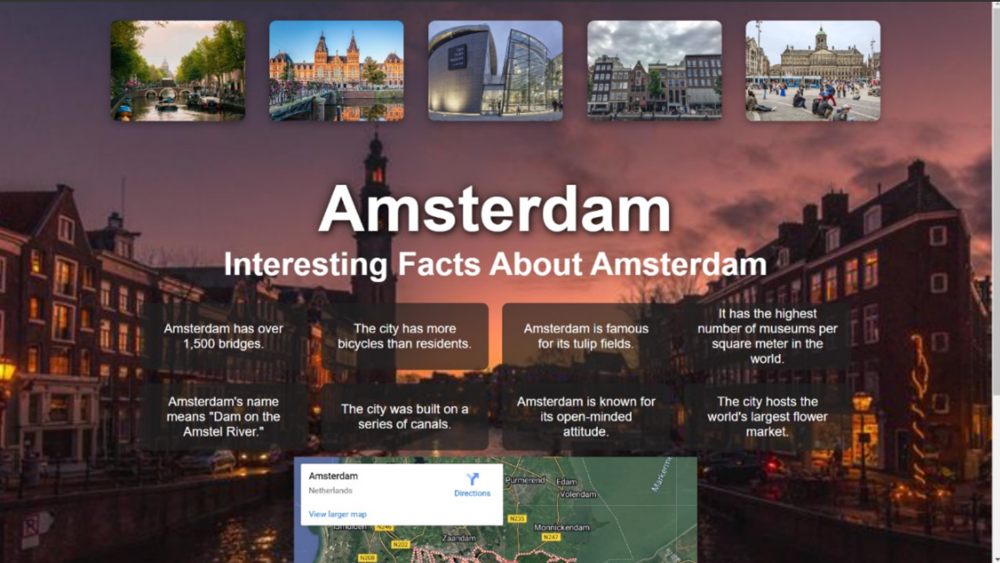 Amsterdam
Interesting Facts About Amsterdam
Amsterdam has over
1,500 bridges.
The city has more
bicycles than residents.
Amsterdam is famous
for its tulip fields.
It has the highest
number of museums per
square meter in the
world.
Amsterdam's name
means "Dam on the
Amstel River."
The city was built on a
series of canals.
Amsterdam is known for
its open-minded
attitude.
The city hosts the
world's largest flower
market.
Amsterdam
Netherlands
Directions
View larger map
Purmerend
Edam
Volendam
N235
Monnickendam
N247
N246
Zaandam
N202
N208